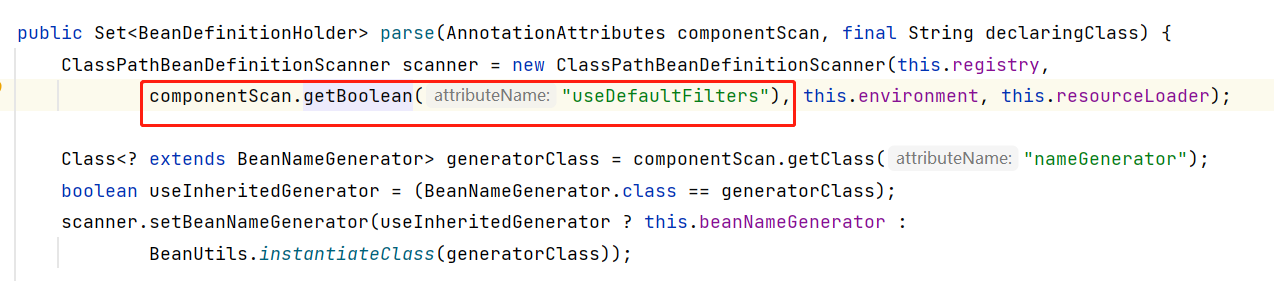 public Set<BeanDefinitionHolder> parse(AnnotationAttributes componentScan, final String declaringClass) {
ClassPathBeanDefinitionScanner scanner = new ClassPathBeanDefinitionScanner(this.registry,
componentScan.getBoolean( attributeName: "useDefaultFilters"), this.environment, this.resourceLoader);
Class<? extends BeanNameGenerator> generatorClass = componentScan.getClass( attributeName: "nameGenerator");
boolean useInheritedGenerator = (BeanNameGenerator.class == generatorClass);
scanner.setBeanNameGenerator(useInheritedGenerator ? this.beanNameGenerator :
BeanUtils.instantiateClass(generatorClass));